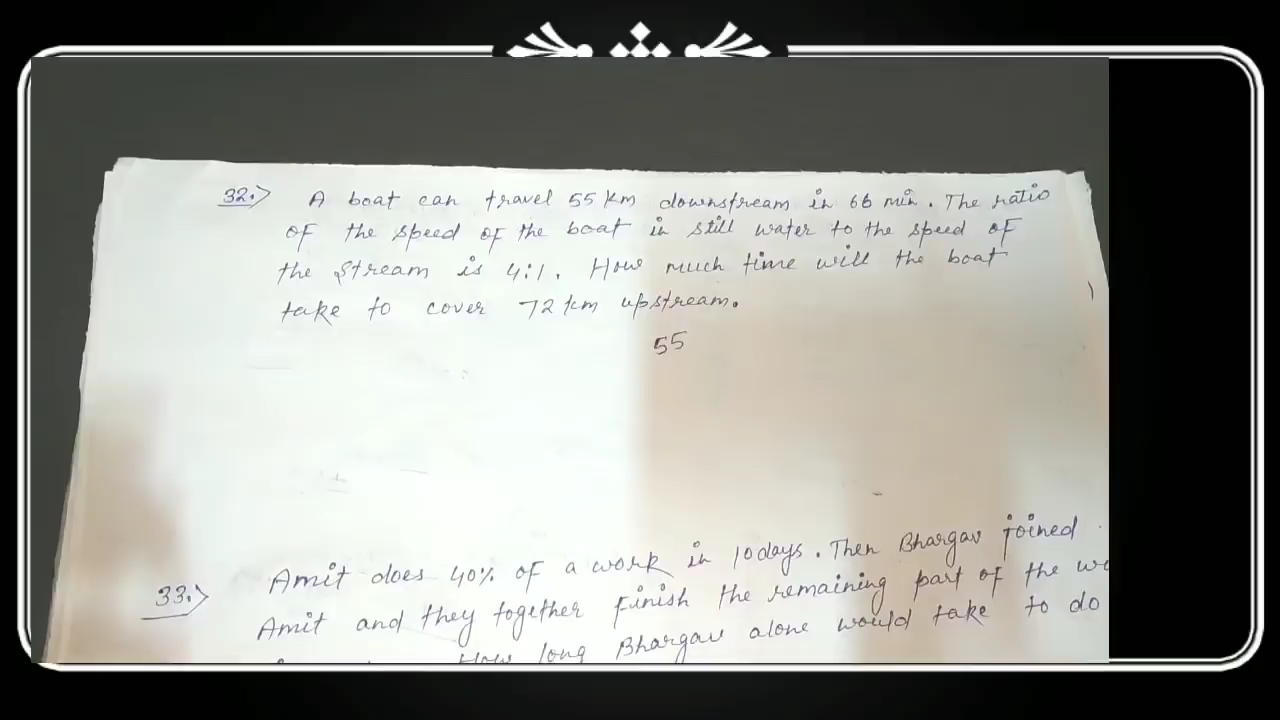 32.> A boat can travel 55 km downstream in 66 min. The ratio
of the speed of the boat in still water to the speed of
the stream is 4:1. How much time will the boat
take to cover 72 km upstream.
55
33.> Amit does 40% of a work in 10 days. Then Bhargav joined
Amit and they together finish the remaining part of the
How long Bhargav alone would take to do